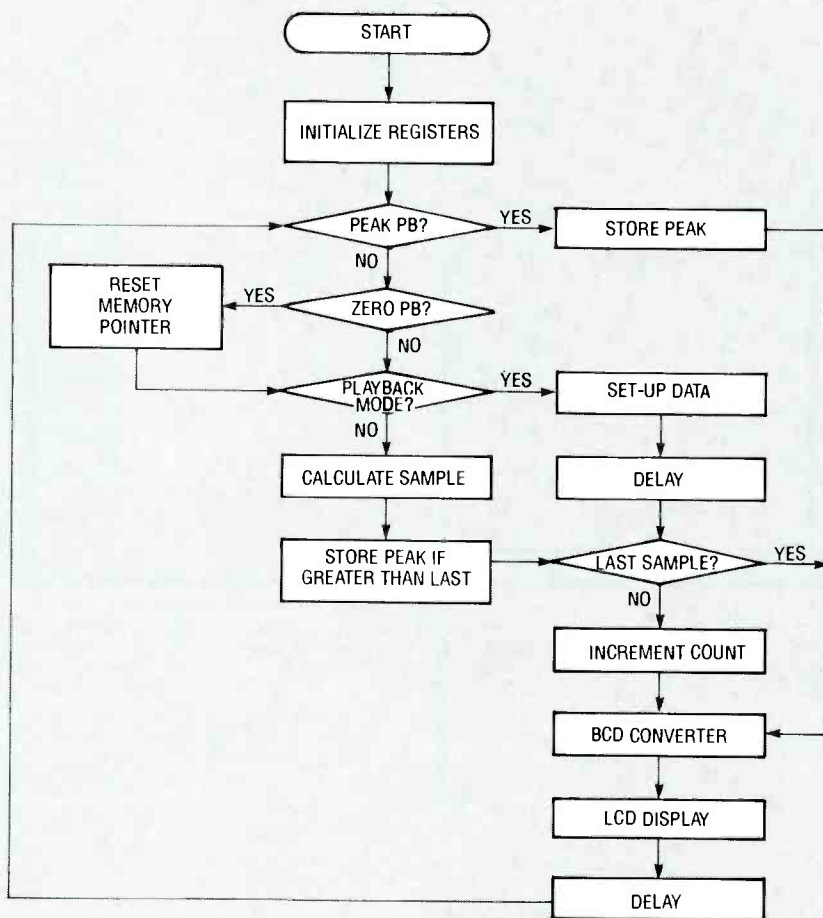 START
INITIALIZE REGISTERS
PEAK PB?
YES
STORE PEAK
NO
RESET
MEMORY
POINTER
YES
ZERO PB?
NO
PLAYBACK
MODE?
YES
SET-UP DATA
NO
CALCULATE SAMPLE
DELAY
STORE PEAK IF
GREATER THAN LAST
LAST SAMPLE?
YES
NO
INCREMENT COUNT
BCD CONVERTER
LCD DISPLAY
DELAY